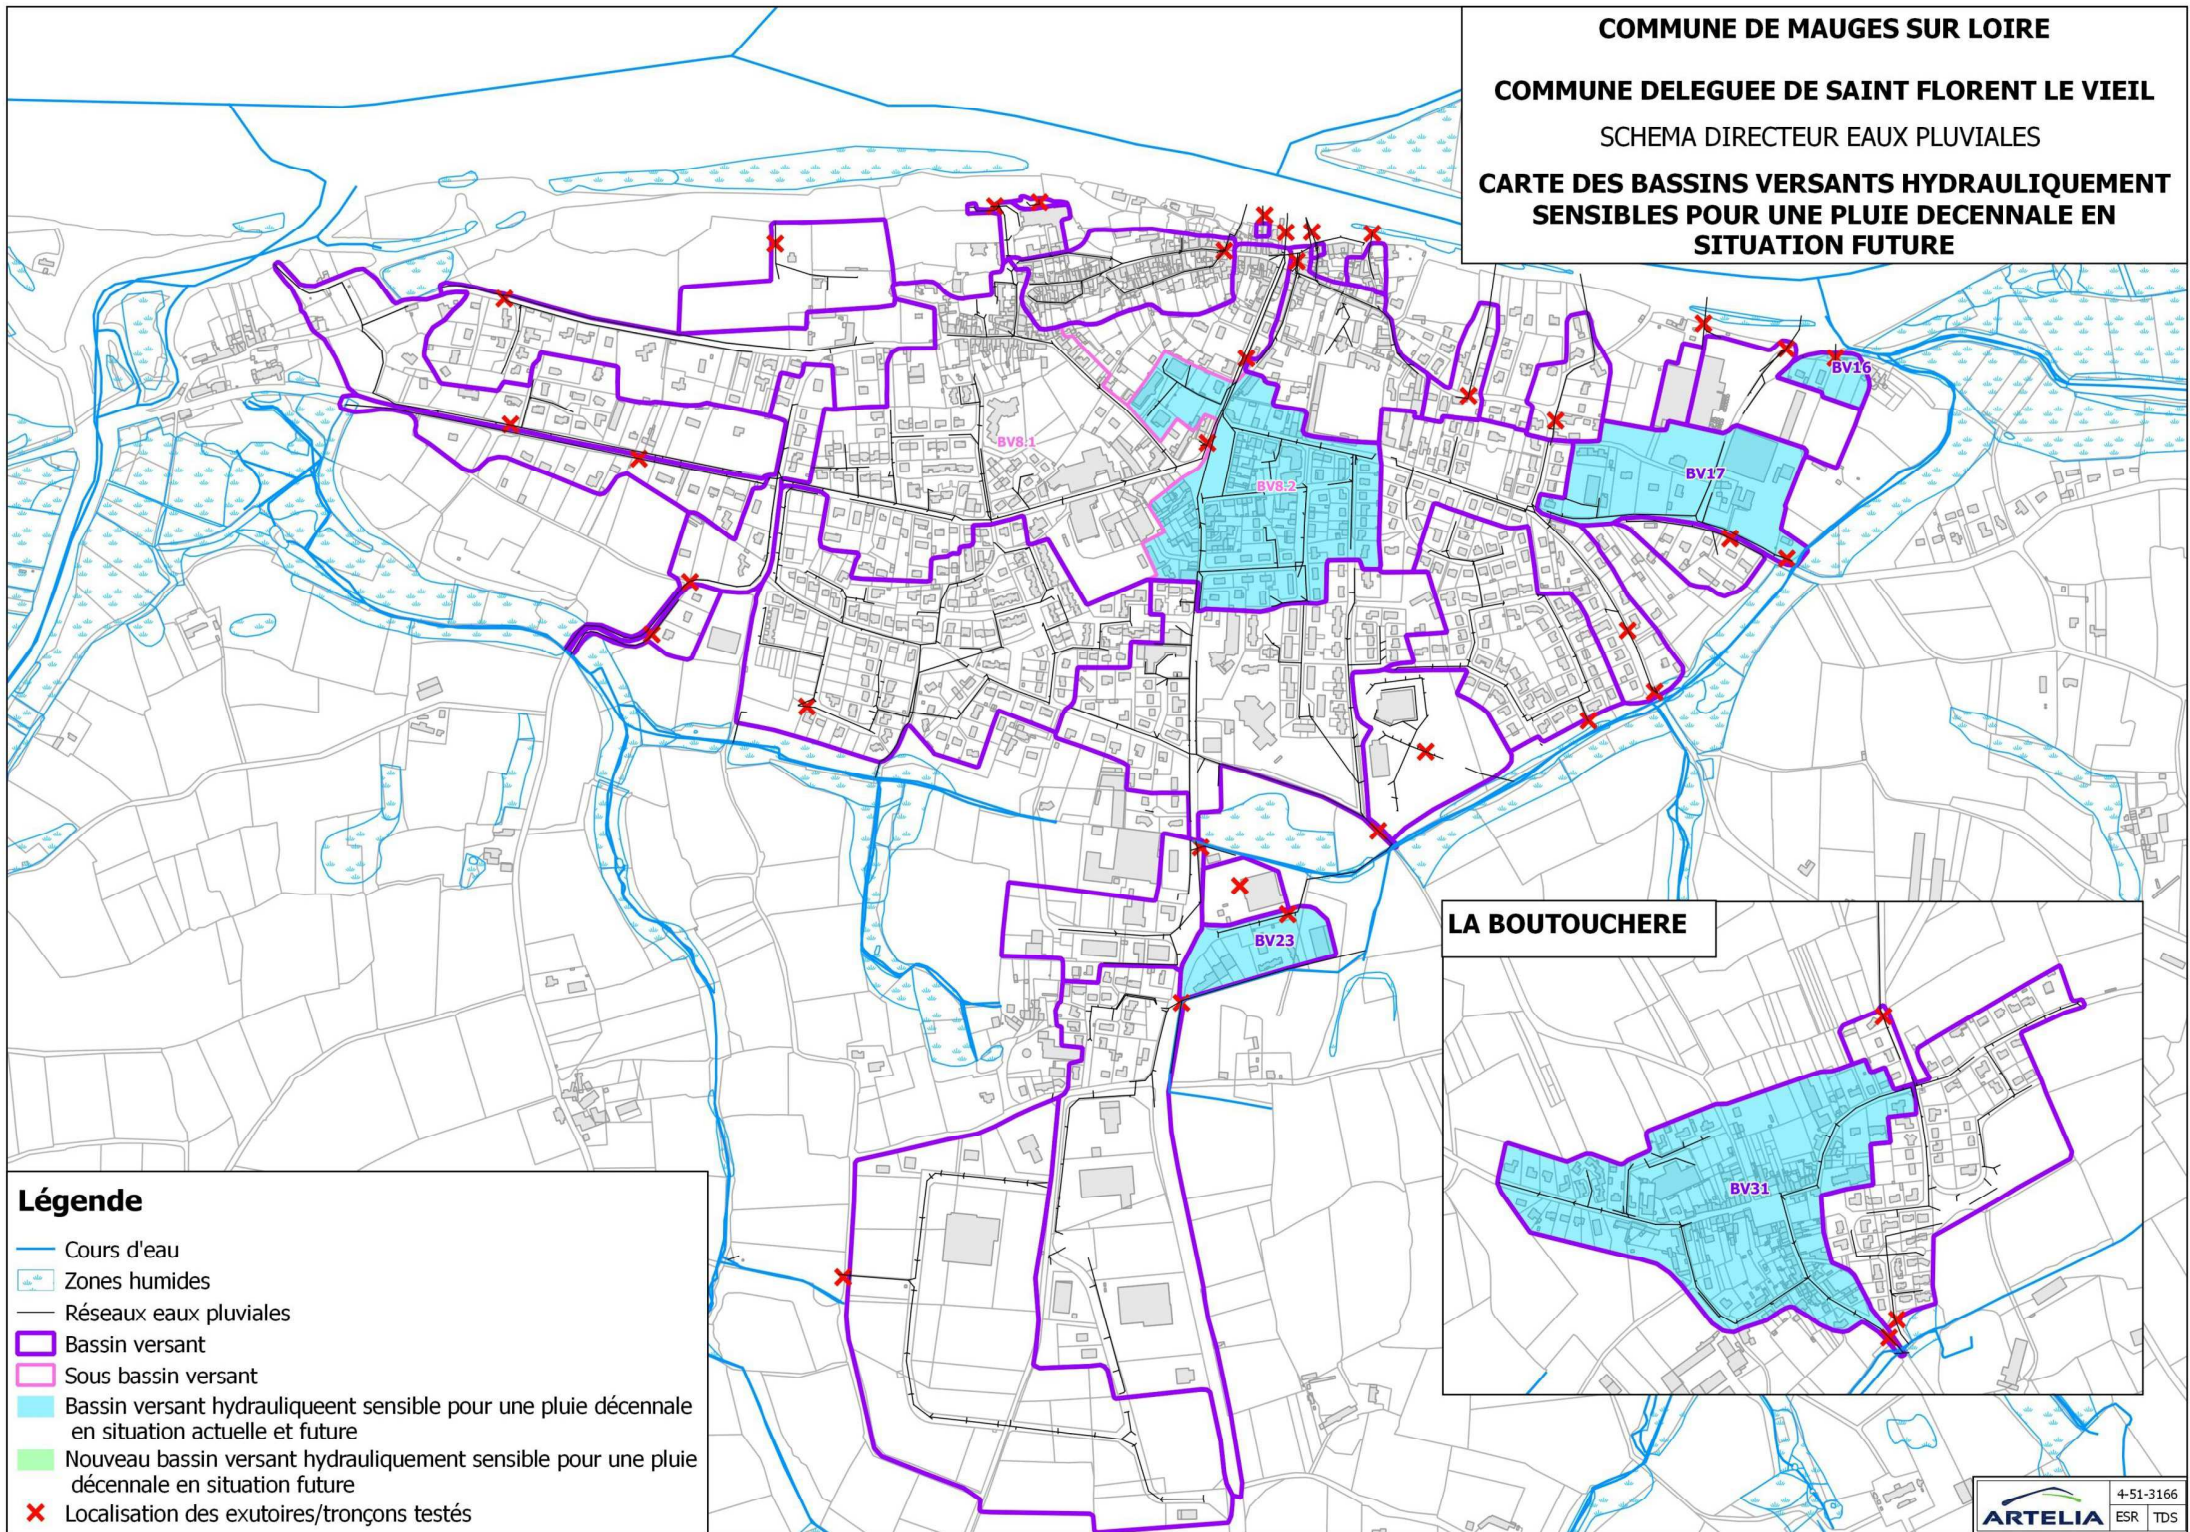 COMMUNE DE MAUGES SUR LOIRE
COMMUNE DELEGUEE DE SAINT FLORENT LE VIEIL
SCHEMA DIRECTEUR EAUX PLUVIALES
CARTE DES BASSINS VERSANTS HYDRAULIQUEMENT
SENSIBLES POUR UNE PLUIE DECENNALE EN
SITUATION FUTURE
BV16
BV8.1
BV17
BV8.2
BV23
LA BOUTOUCHERE
BV31
Légende
Cours d'eau
Zones humides
Réseaux eaux pluviales
Bassin versant
Sous bassin versant
Bassin versant hydrauliqueent sensible pour une pluie décennale
en situation actuelle et future
Nouveau bassin versant hydrauliquement sensible pour une pluie
décennale en situation future
Localisation des exutoires/tronçons testés
ARTELIA
4-51-3166
ESR TDS